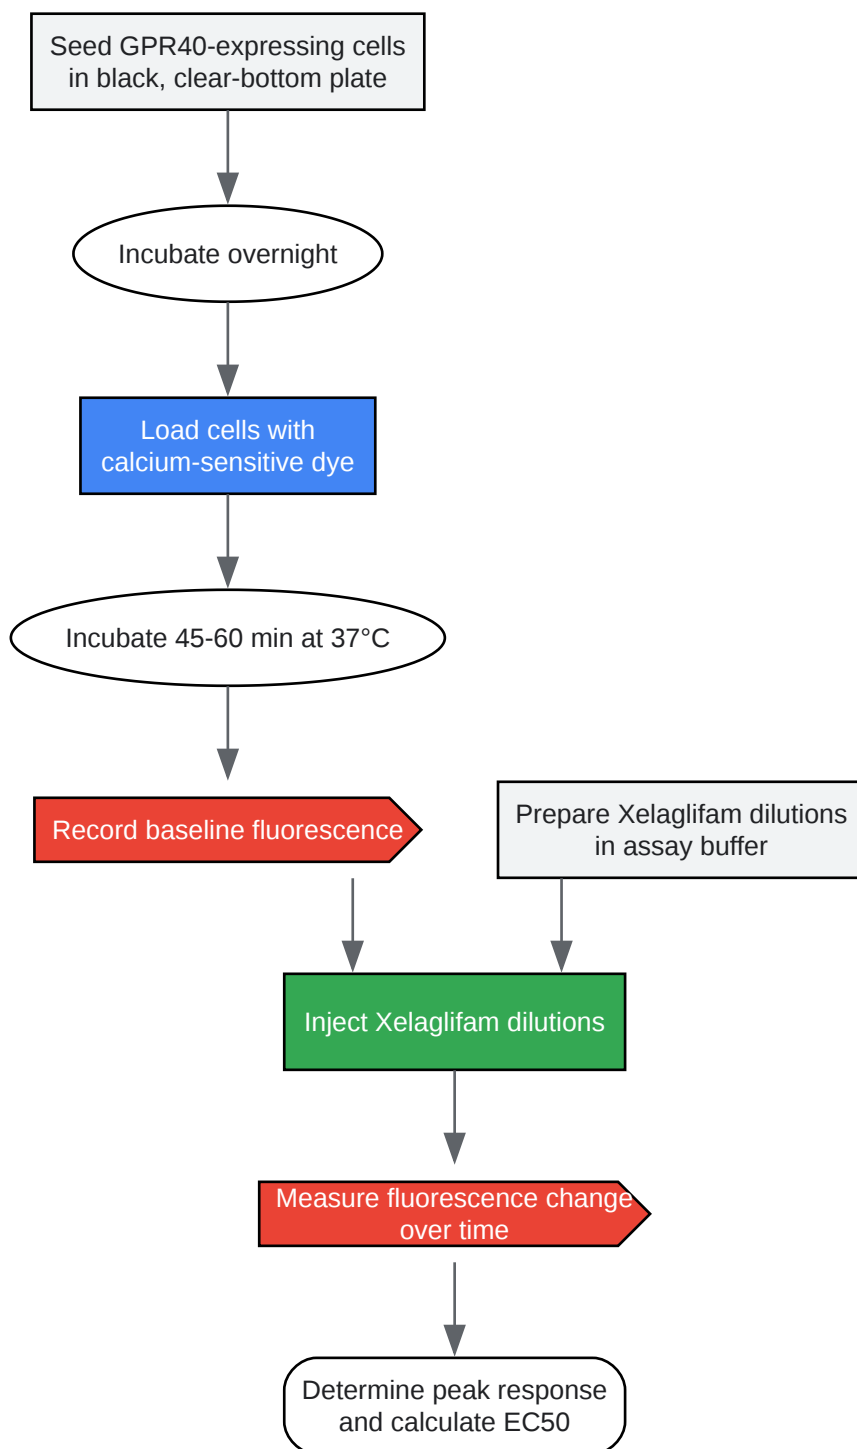 Seed GPR40-expressing cells
in black, clear-bottom plate
Incubate overnight
Load cells with
calcium-sensitive dye
Incubate 45-60 min at 37°C
Record baseline fluorescence
Prepare Xelaglifam dilutions
in assay buffer
Inject Xelaglifam dilutions
Measure fluorescence change
over time
Determine peak response
and calculate EC50